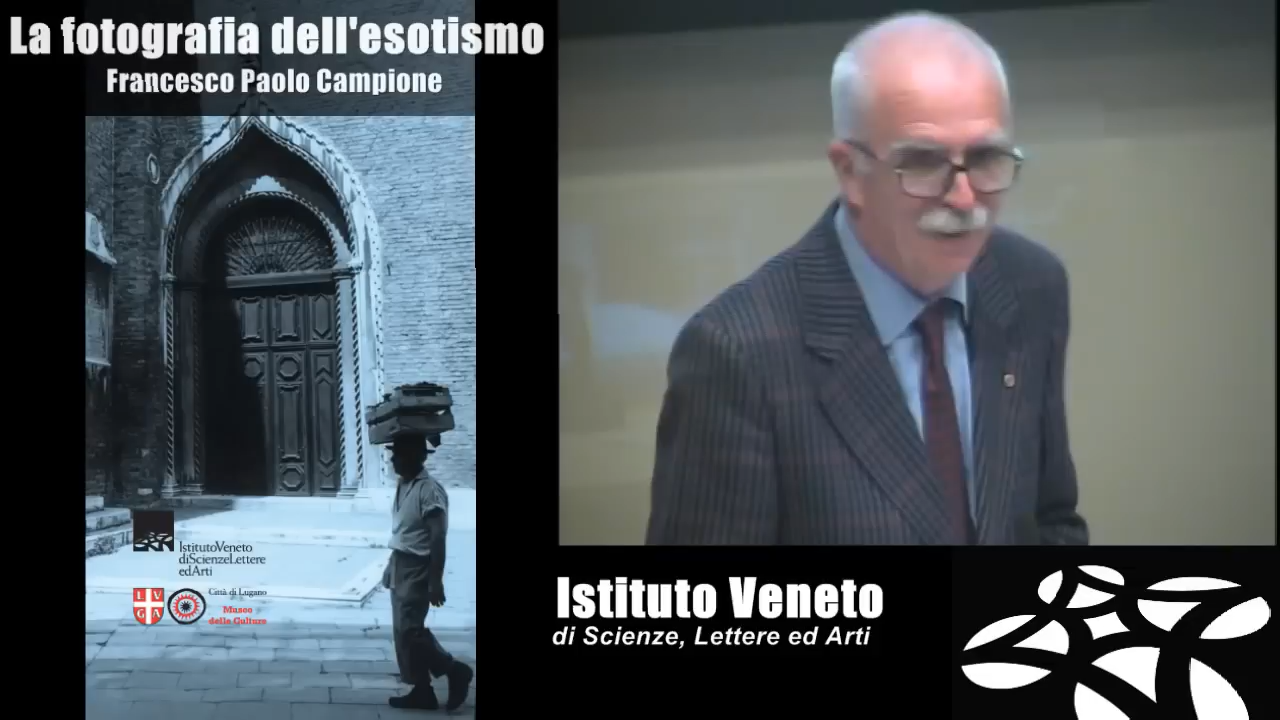 La fotografia dell'esotismo
Francesco Paolo Campione
IstitutoVeneto
diScienzeLettere
edArti
LVGA
Città di Lugano
Museo
delle Culture
Istituto Veneto
di Scienze, Lettere ed Arti